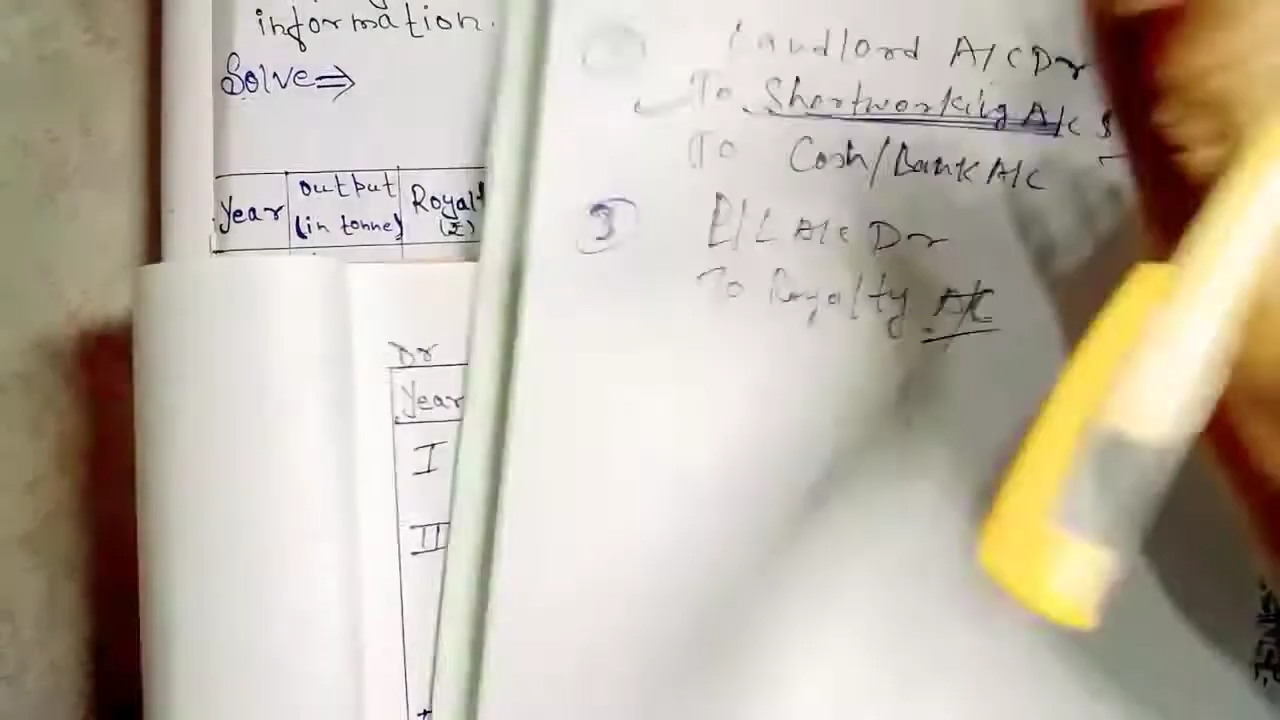 information.
Solve⇒
Year
output (in tonne)
Royalt (₹)
Dr
Year
I
II
Landlord A/C Dr
To Shortworking A/C
To Cash/Bank A/C
3
P/L A/c Dr
To Royalty A/C